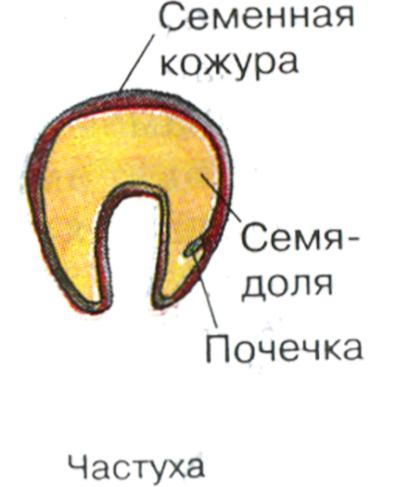 Семенная
кожура
Семя-
доля
Почечка
Частуха